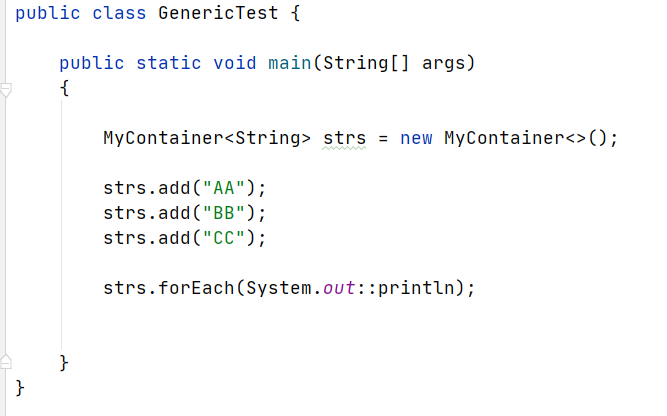 public class GenericTest {
public static void main(String[] args)
{
MyContainer<String> strs = new MyContainer<>();
strs.add("AA");
strs.add("BB");
strs.add("CC");
strs.forEach(System.out::println);
}
}